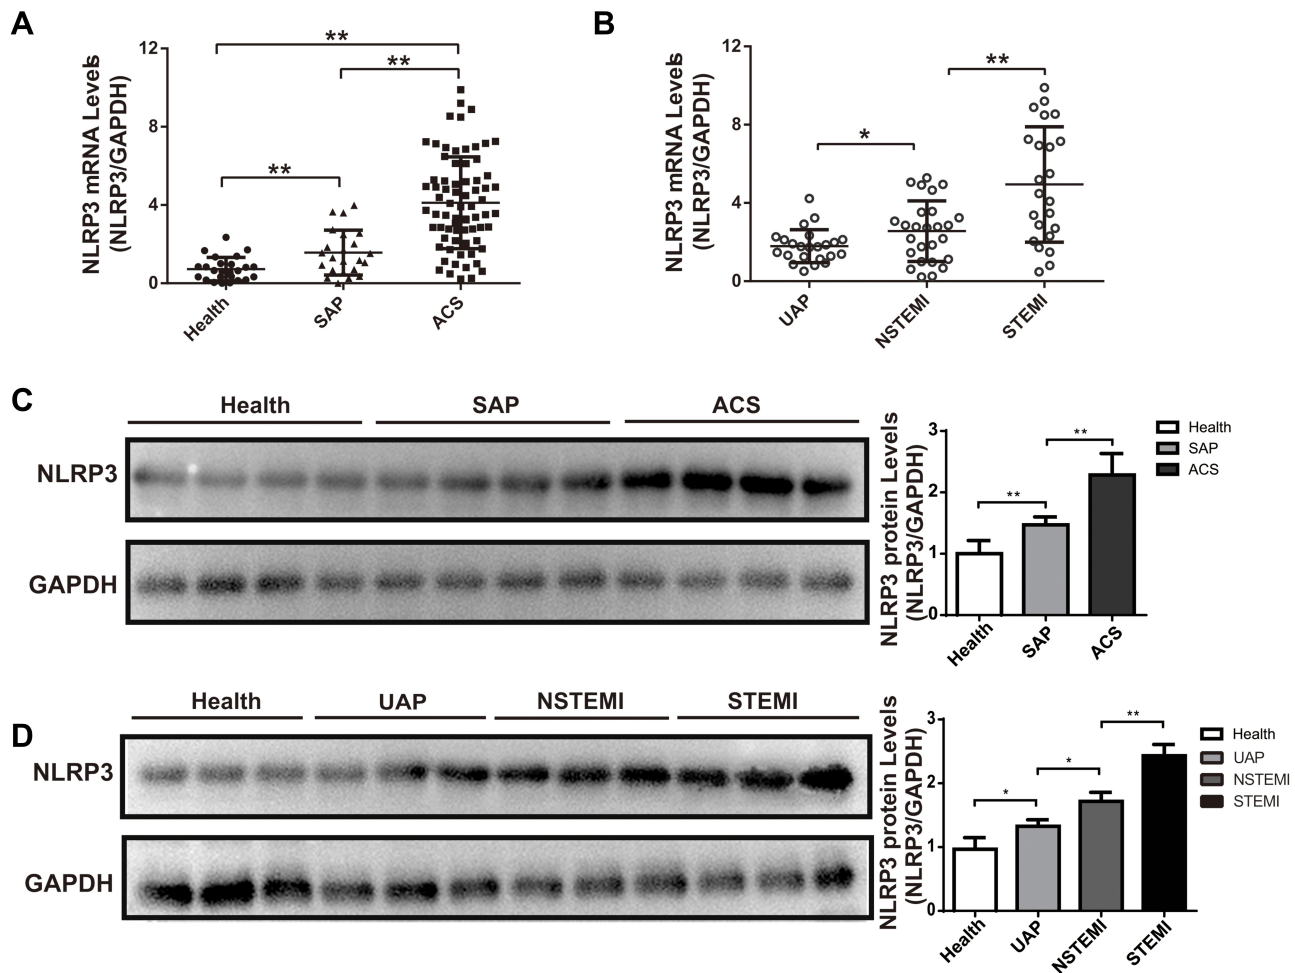 A
NLRP3 mRNA Levels
(NLRP3/GAPDH)
12
8
4
0
**
**
**
Health
SAP
ACS
B
NLRP3 mRNA Levels
(NLRP3/GAPDH)
12
8
4
0
*
**
UAP
NSTEMI
STEMI
C
Health SAP ACS
NLRP3
GAPDH
NLRP3 protein Levels
(NLRP3/GAPDH)
3
2
1
0
**
**
Health
SAP
ACS
Health
SAP
ACS
D
Health UAP NSTEMI STEMI
NLRP3
GAPDH
NLRP3 protein Levels
(NLRP3/GAPDH)
3
2
1
0
*
*
**
Health
UAP
NSTEMI
STEMI
Health
UAP
NSTEMI
STEMI